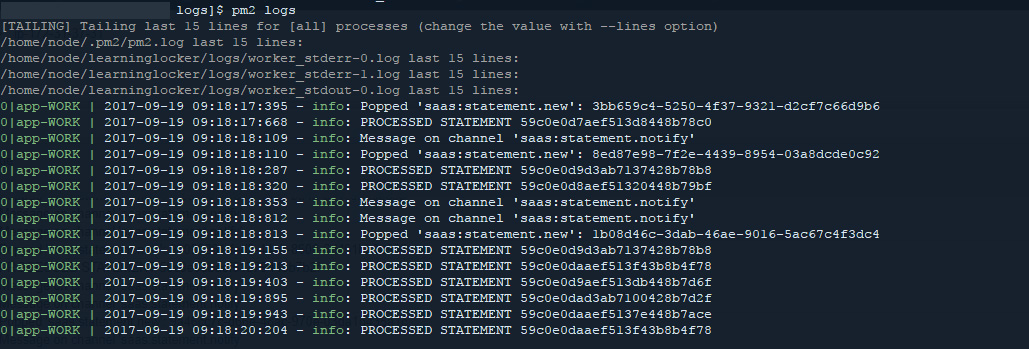 logs]$ pm2 logs
[TAILING] Tailing last 15 lines for [all] processes (change the value with --lines option)
/home/node/.pm2/pm2.log last 15 lines:
/home/node/learninglocker/logs/worker_stderr-0.log last 15 lines:
/home/node/learninglocker/logs/worker_stderr-1.log last 15 lines:
/home/node/learninglocker/logs/worker_stdout-0.log last 15 lines:
0|app-WORK | 2017-09-19 09:18:17:395 - info: Popped 'saas:statement.new': 3bb659c4-5250-4f37-9321-d2cf7c66d9b6
0|app-WORK | 2017-09-19 09:18:17:668 - info: PROCESSED STATEMENT 59c0e0d7aef513d8448b78c0
0|app-WORK | 2017-09-19 09:18:18:109 - info: Message on channel 'saas:statement.notify'
0|app-WORK | 2017-09-19 09:18:18:110 - info: Popped 'saas:statement.new': 8ed87e98-7f2e-4439-8954-03a8dcde0c92
0|app-WORK | 2017-09-19 09:18:18:287 - info: PROCESSED STATEMENT 59c0e0d9d3ab7137428b78b8
0|app-WORK | 2017-09-19 09:18:18:320 - info: PROCESSED STATEMENT 59c0e0d8aef51320448b79bf
0|app-WORK | 2017-09-19 09:18:18:353 - info: Message on channel 'saas:statement.notify'
0|app-WORK | 2017-09-19 09:18:18:812 - info: Message on channel 'saas:statement.notify'
0|app-WORK | 2017-09-19 09:18:18:813 - info: Popped 'saas:statement.new': 1b08d46c-3dab-46ae-9016-5ac67c4f3dc4
0|app-WORK | 2017-09-19 09:18:19:155 - info: PROCESSED STATEMENT 59c0e0d9d3ab7137428b78b8
0|app-WORK | 2017-09-19 09:18:19:213 - info: PROCESSED STATEMENT 59c0e0daaef513f43b8b4f78
0|app-WORK | 2017-09-19 09:18:19:403 - info: PROCESSED STATEMENT 59c0e0d9aef513db448b7d6f
0|app-WORK | 2017-09-19 09:18:19:895 - info: PROCESSED STATEMENT 59c0e0dad3ab7100428b7d2f
0|app-WORK | 2017-09-19 09:18:19:943 - info: PROCESSED STATEMENT 59c0e0daaef5137e448b7ace
0|app-WORK | 2017-09-19 09:18:20:204 - info: PROCESSED STATEMENT 59c0e0daaef513f43b8b4f78